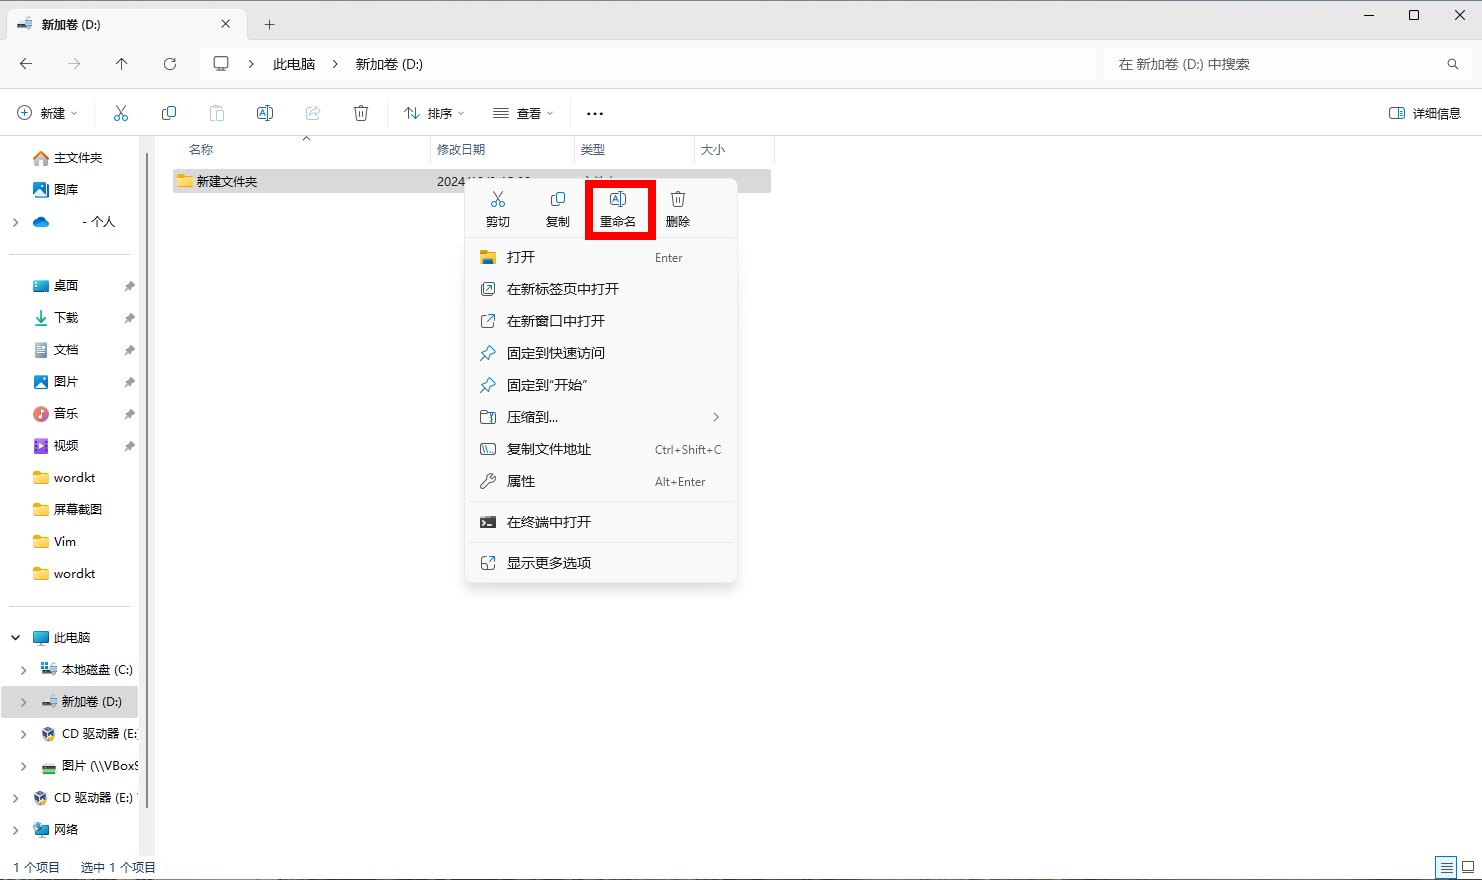 新加卷 (D:)
此电脑 新加卷 (D:)
在 新加卷 (D:) 中搜索
新建
排序
查看
详细信息
名称 修改日期 类型 大小
新建文件夹 2024
剪切 复制 重命名 删除
打开 Enter
在新标签页中打开
在新窗口中打开
固定到快速访问
固定到"开始"
压缩到...
复制文件地址 Ctrl+Shift+C
属性 Alt+Enter
在终端中打开
显示更多选项
主文件夹
图库
- 个人
桌面
下载
文档
图片
音乐
视频
wordkt
屏幕截图
Vim
wordkt
此电脑
本地磁盘 (C:)
新加卷 (D:)
CD 驱动器 (E:
图片 (\\VBoxS
CD 驱动器 (E:)
网络
1 个项目 选中 1 个项目